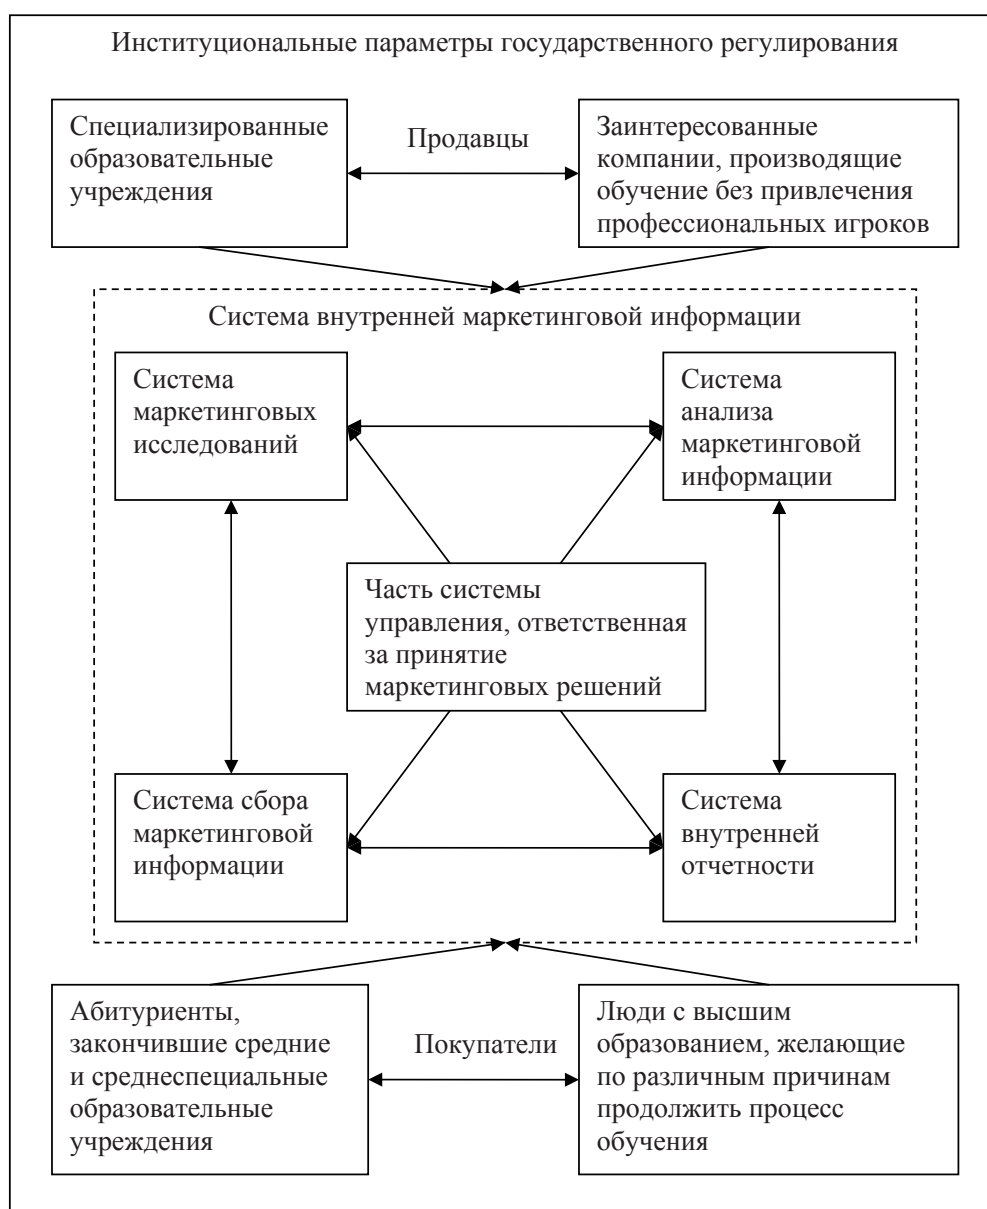 Институциональные параметры государственного регулирования
Специализированные
образовательные
учреждения
Продавцы
Заинтересованные
компании, производящие
обучение без привлечения
профессиональных игроков
Система внутренней маркетинговой информации
Система
маркетинговых
исследований
Система
анализа
маркетинговой
информации
Часть системы
управления, ответственная
за принятие
маркетинговых решений
Система сбора
маркетинговой
информации
Система
внутренней
отчетности
Абитуриенты,
закончившие средние
и среднеспециальные
образовательные
учреждения
Покупатели
Люди с высшим
образованием, желающие
по различным причинам
продолжить процесс
обучения